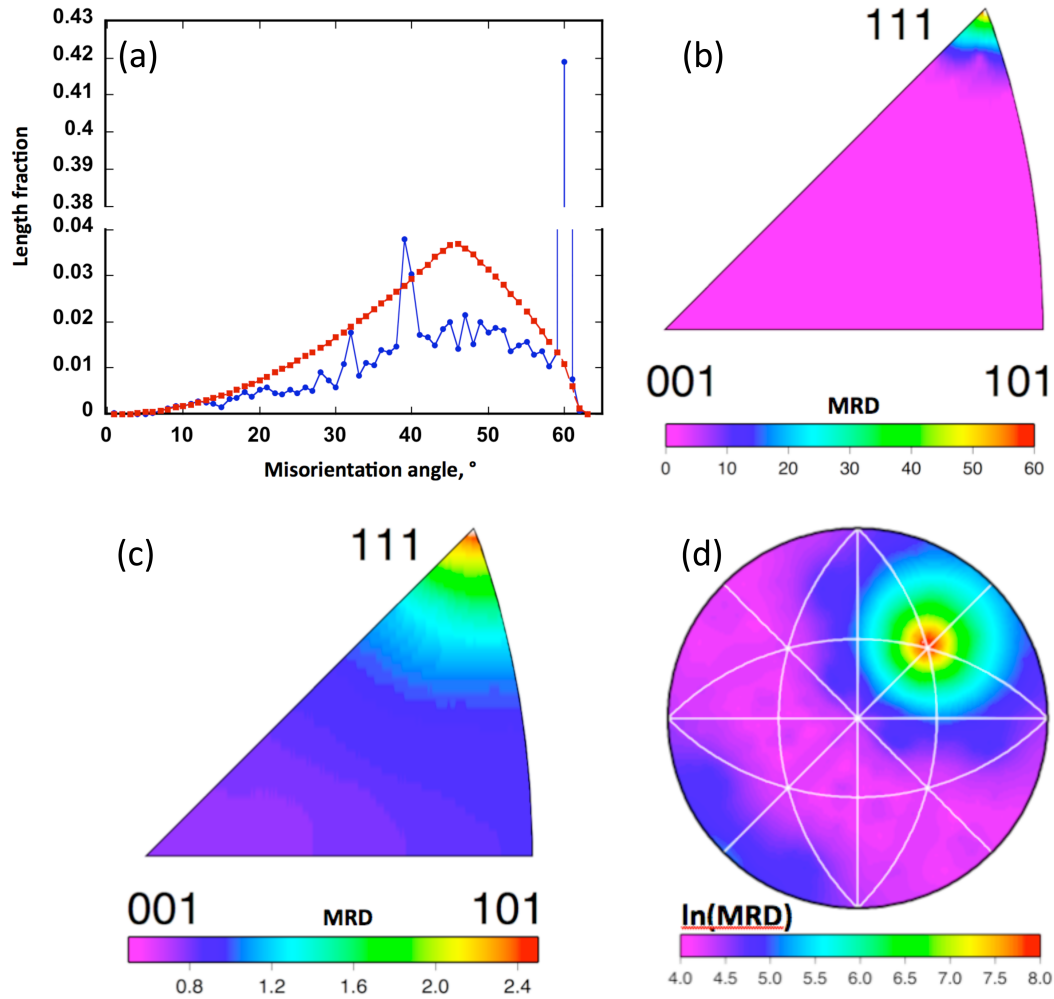 (a)
0.43
0.42
0.41
0.4
0.39
0.38
0.04
0.03
0.02
0.01
0
Length fraction
0 10 20 30 40 50 60
Misorientation angle, °
(b)
111
001 101
MRD
0 10 20 30 40 50 60
(c)
111
001 101
MRD
0.8 1.2 1.6 2.0 2.4
(d)
ln(MRD)
4.0 4.5 5.0 5.5 6.0 6.5 7.0 7.5 8.0